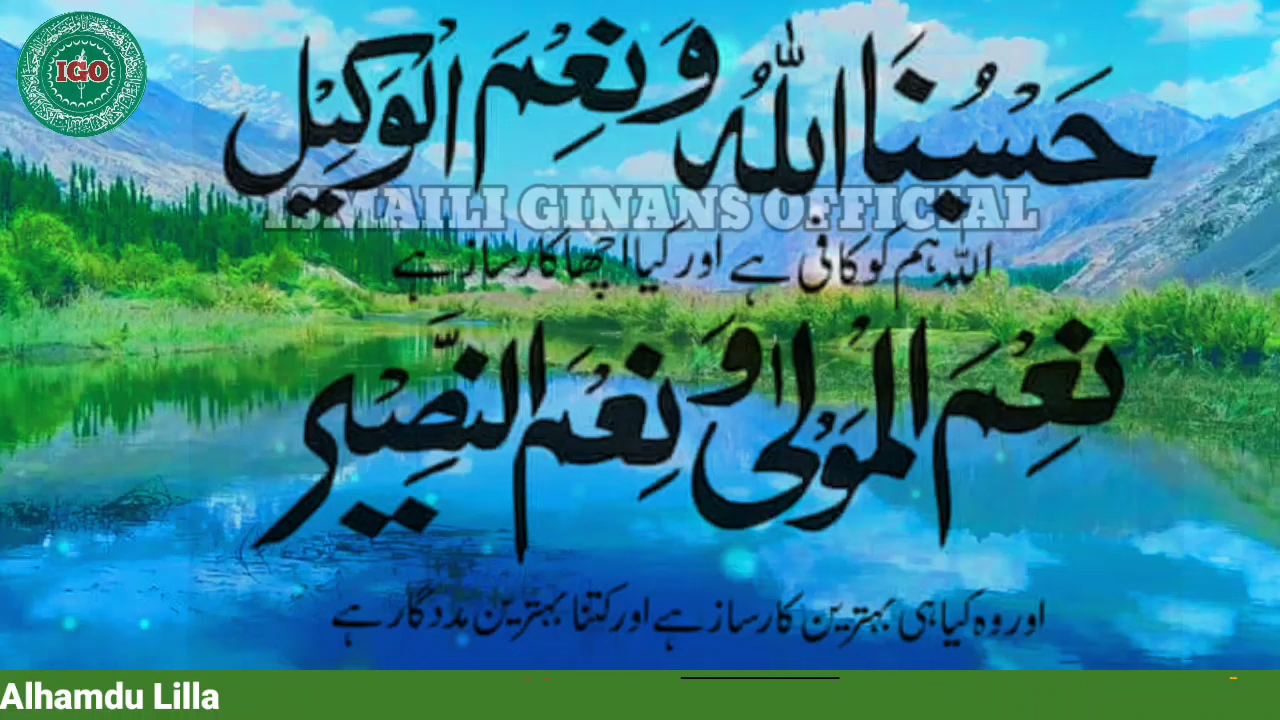 IGO
حَسْبُنَا اللّٰهُ وَنِعْمَ الْوَكِيْلُ
ISMAILI GINANS OFFICIAL
اللہ ہم کو کافی ہے اور کیا اچھا کارساز ہے
نِعْمَ الْمَوْلٰى وَنِعْمَ النَّصِيْر
اور وہ کیا ہی بہترین کارساز ہے اور کتنا بہترین مددگار ہے
Alhamdu Lilla